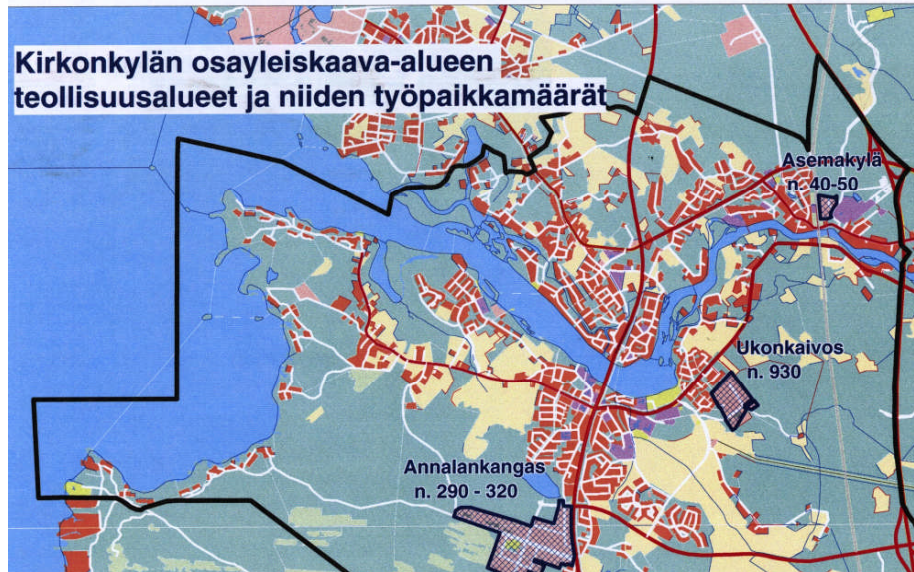 Kirkonkylän osayleiskaava-alueen
teollisuusalueet ja niiden työpaikkamäärät
Asemakylä
n. 40-50
Ukonkaivos
n. 930
Annalankangas
n. 290 - 320